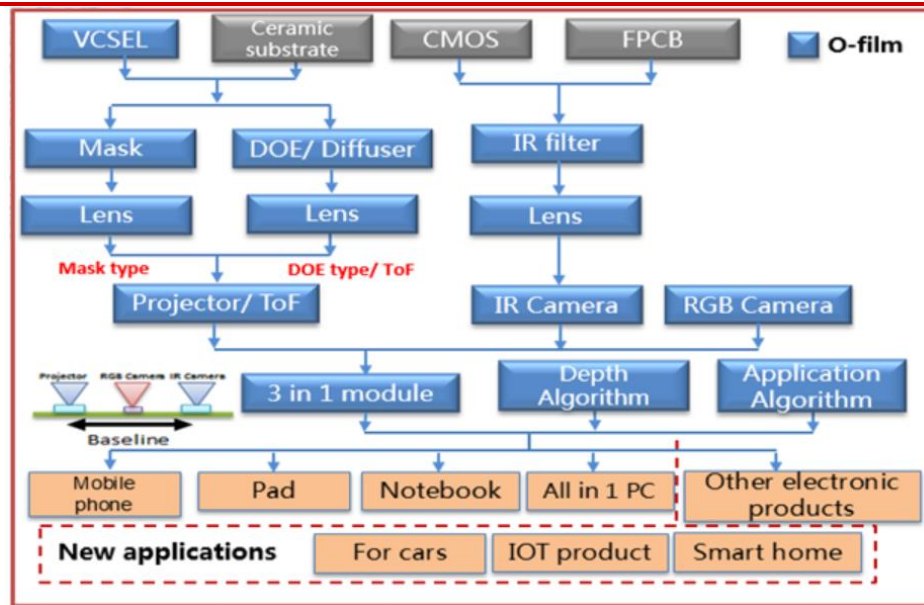 VCSEL
Ceramic
substrate
CMOS
FPCB
O-film
Mask
DOE/ Diffuser
IR filter
Lens
Lens
Lens
Mask type
DOE type/ ToF
Projector/ ToF
IR Camera
RGB Camera
Projector
RGB Camera
IR Camera
Baseline
3 in 1 module
Depth
Algorithm
Application
Algorithm
Mobile
phone
Pad
Notebook
All in 1 PC
Other electronic
products
New applications
For cars
IOT product
Smart home